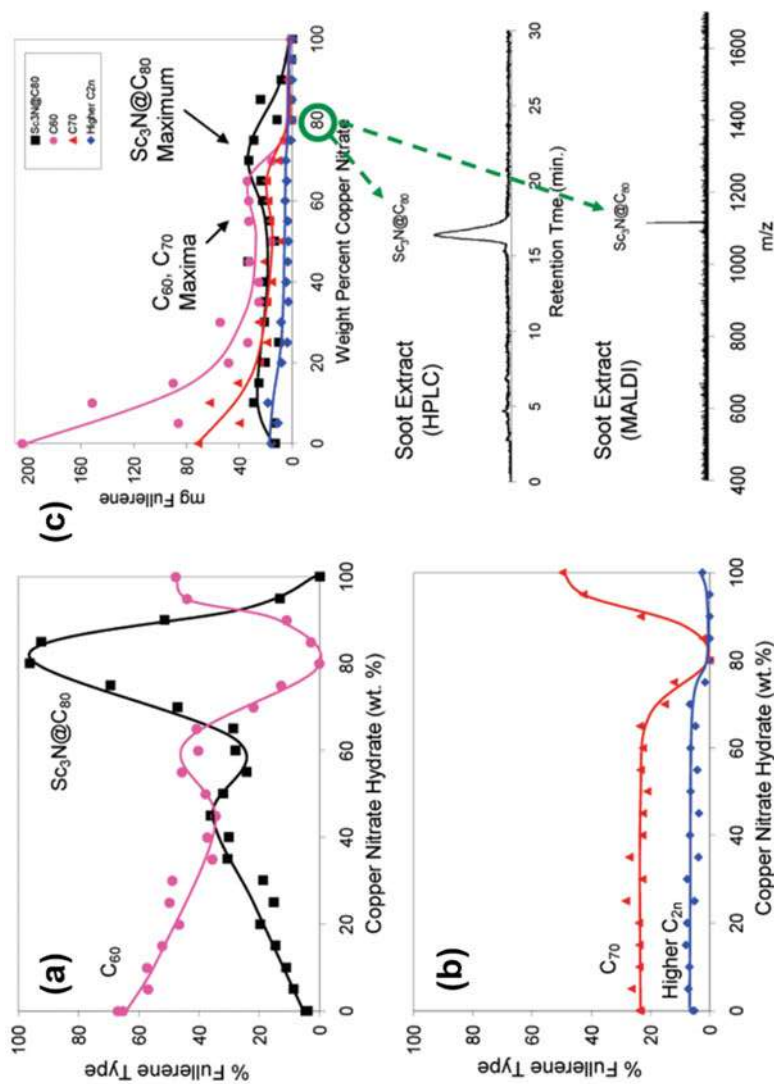 (a)
% Fullerene Type
100
80
60
40
20
0
C60
Sc3N@C80
0 20 40 60 80 100
Copper Nitrate Hydrate (wt. %)
(b)
% Fullerene Type
100
80
60
40
20
0
C70
Higher C2n
0 20 40 60 80 100
Copper Nitrate Hydrate (wt.%)
(c)
mg Fullerene
200
160
120
80
40
0
Sc3N@C80
C60
C70
Higher C2n
C60, C70
Maxima
Sc3N@C80
Maximum
0 20 40 60 80 100
Weight Percent Copper Nitrate
Soot Extract
(HPLC)
Sc3N@C80
0 5 10 15 20 25 30
Retention Tme (min.)
Soot Extract
(MALDI)
Sc3N@C80
400 600 800 1000 1200 1400 1600
m/z